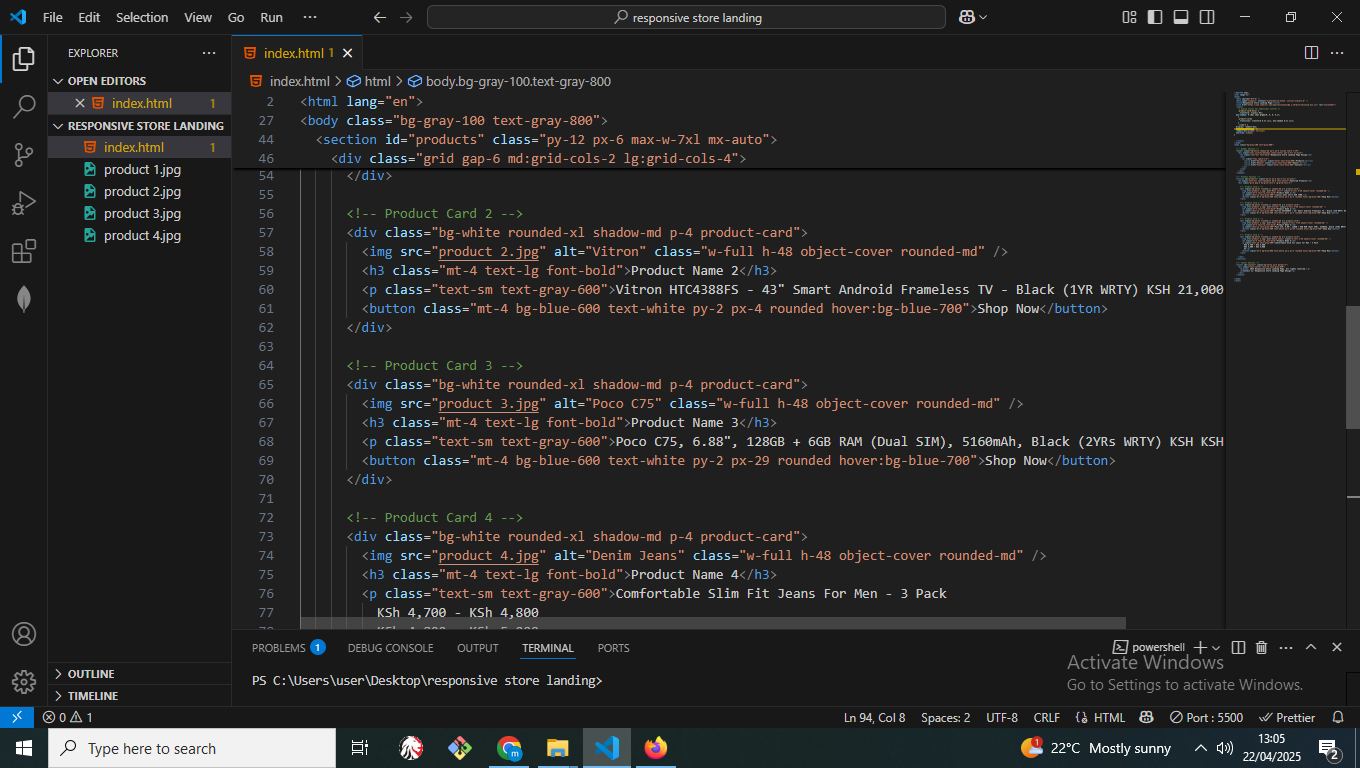 File Edit Selection View Go Run ··· responsive store landing
EXPLORER ···
OPEN EDITORS
index.html 1
RESPONSIVE STORE LANDING
index.html 1
product 1.jpg
product 2.jpg
product 3.jpg
product 4.jpg
OUTLINE
TIMELINE
index.html 1
index.html > html > body.bg-gray-100.text-gray-800
2 <html lang="en">
27 <body class="bg-gray-100 text-gray-800">
44 <section id="products" class="py-12 px-6 max-w-7xl mx-auto">
46 <div class="grid gap-6 md:grid-cols-2 lg:grid-cols-4">
54 </div>
55
56 <!-- Product Card 2 -->
57 <div class="bg-white rounded-xl shadow-md p-4 product-card">
58 <img src="product 2.jpg" alt="Vitron" class="w-full h-48 object-cover rounded-md" />
59 <h3 class="mt-4 text-lg font-bold">Product Name 2</h3>
60 <p class="text-sm text-gray-600">Vitron HTC4388FS - 43" Smart Android Frameless TV - Black (1YR WRTY) KSH 21,000
61 <button class="mt-4 bg-blue-600 text-white py-2 px-4 rounded hover:bg-blue-700">Shop Now</button>
62 </div>
63
64 <!-- Product Card 3 -->
65 <div class="bg-white rounded-xl shadow-md p-4 product-card">
66 <img src="product 3.jpg" alt="Poco C75" class="w-full h-48 object-cover rounded-md" />
67 <h3 class="mt-4 text-lg font-bold">Product Name 3</h3>
68 <p class="text-sm text-gray-600">Poco C75, 6.88", 128GB + 6GB RAM (Dual SIM), 5160mAh, Black (2YRs WRTY) KSH KSH
69 <button class="mt-4 bg-blue-600 text-white py-2 px-29 rounded hover:bg-blue-700">Shop Now</button>
70 </div>
71
72 <!-- Product Card 4 -->
73 <div class="bg-white rounded-xl shadow-md p-4 product-card">
74 <img src="product 4.jpg" alt="Denim Jeans" class="w-full h-48 object-cover rounded-md" />
75 <h3 class="mt-4 text-lg font-bold">Product Name 4</h3>
76 <p class="text-sm text-gray-600">Comfortable Slim Fit Jeans For Men - 3 Pack
77 KSh 4,700 - KSh 4,800
PROBLEMS 1 DEBUG CONSOLE OUTPUT TERMINAL PORTS powershell
PS C:\Users\user\Desktop\responsive store landing>
Activate Windows
Go to Settings to activate Windows.
0 1 Ln 94, Col 8 Spaces: 2 UTF-8 CRLF {} HTML Port : 5500 Prettier
Type here to search 1 22°C Mostly sunny 13:05
22/04/2025 2